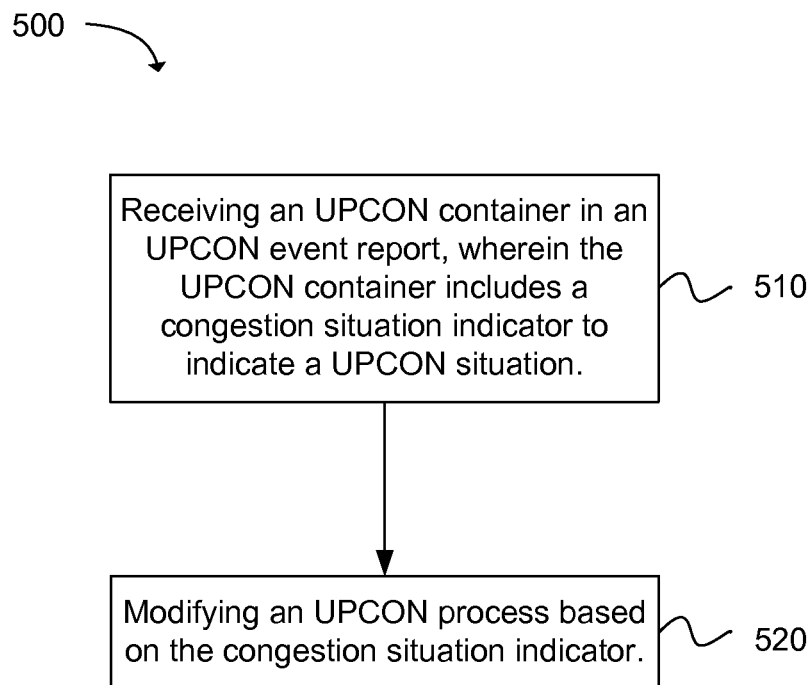 500
Receiving an UPCON container in an
UPCON event report, wherein the
UPCON container includes a
congestion situation indicator to
indicate a UPCON situation.
510
Modifying an UPCON process based
on the congestion situation indicator.
520